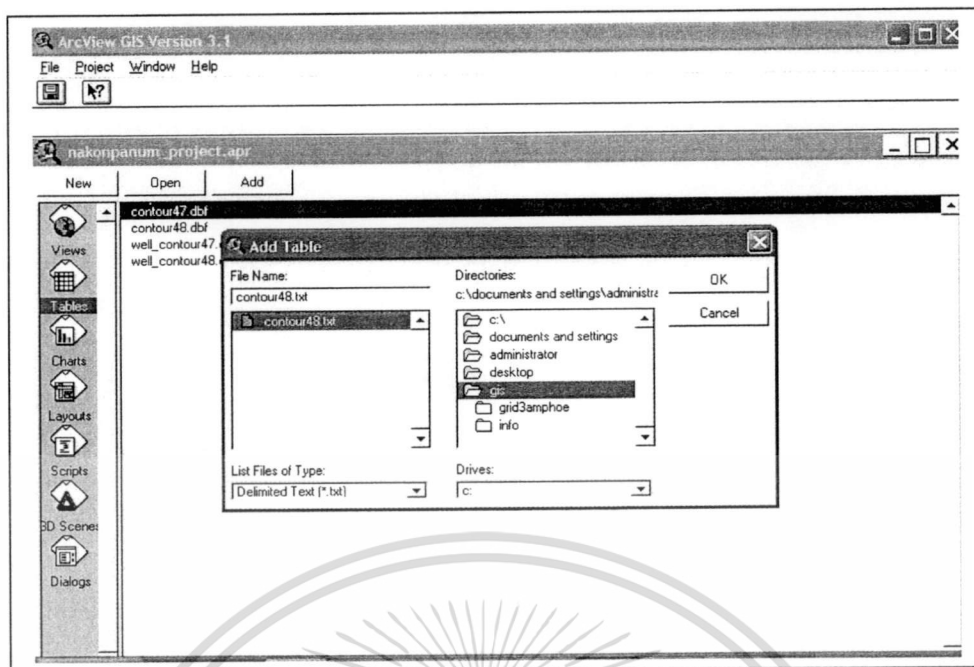 ArcView GIS Version 3.1
File Project Window Help
nakonpanum_project.apr
New Open Add
Views
Tables
Charts
Layouts
Scripts
3D Scenes
Dialogs
contour47.dbf
contour48.dbf
well_contour47.
well_contour48.
Add Table
File Name:
contour48.txt
contour48.txt
List Files of Type:
Delimited Text (*.txt)
Directories:
c:\documents and settings\administra
c:\
documents and settings
administrator
desktop
gis
grid3amphoe
info
Drives:
c:
OK
Cancel